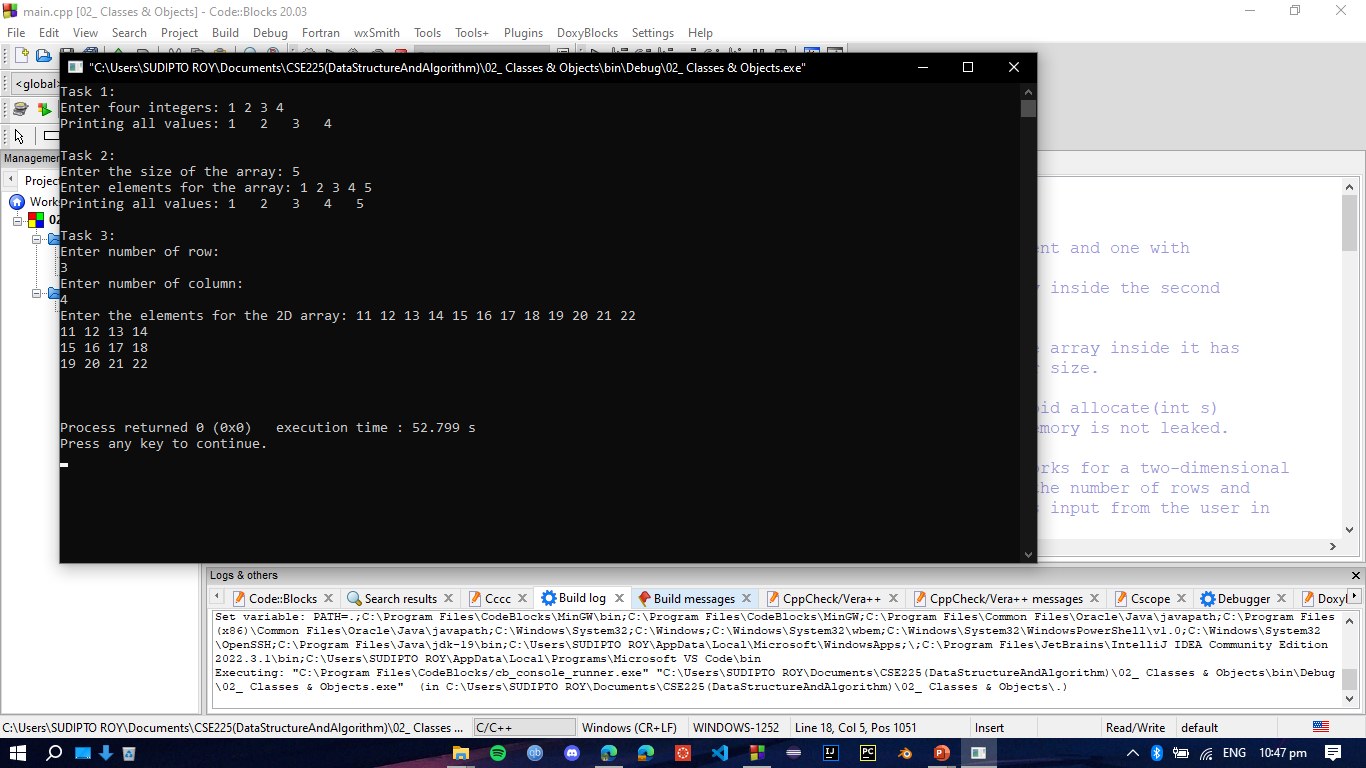 main.cpp [02_ Classes & Objects] - Code::Blocks 20.03
File Edit View Search Project Build Debug Fortran wxSmith Tools Tools+ Plugins DoxyBlocks Settings Help
"C:\Users\SUDIPTO ROY\Documents\CSE225(DataStructureAndAlgorithm)\02_ Classes & Objects\bin\Debug\02_ Classes & Objects.exe"
<global>
Task 1:
Enter four integers: 1 2 3 4
Printing all values: 1 2 3 4
Task 2:
Enter the size of the array: 5
Enter elements for the array: 1 2 3 4 5
Printing all values: 1 2 3 4 5
Task 3:
Enter number of row:
3
Enter number of column:
4
Enter the elements for the 2D array: 11 12 13 14 15 16 17 18 19 20 21 22
11 12 13 14
15 16 17 18
19 20 21 22
Process returned 0 (0x0) execution time : 52.799 s
Press any key to continue.
Management
Projec
Works
02
ent and one with
inside the second
array inside it has
size.
id allocate(int s)
emory is not leaked.
rks for a two-dimensional
he number of rows and
input from the user in
Logs & others
Code::Blocks Search results Cccc Build log Build messages CppCheck/Vera++ CppCheck/Vera++ messages Cscope Debugger Doxy
Set variable: PATH=.;C:\Program Files\CodeBlocks\MinGW\bin;C:\Program Files\CodeBlocks\MinGW;C:\Program Files\Common Files\Oracle\Java\javapath;C:\Program Files
(x86)\Common Files\Oracle\Java\javapath;C:\Windows\System32;C:\Windows;C:\Windows\System32\wbem;C:\Windows\System32\WindowsPowerShell\v1.0;C:\Windows\System32
\OpenSSH;C:\Program Files\Java\jdk-19\bin;C:\Users\SUDIPTO ROY\AppData\Local\Microsoft\WindowsApps;\;C:\Program Files\JetBrains\IntelliJ IDEA Community Edition
2022.3.1\bin;C:\Users\SUDIPTO ROY\AppData\Local\Programs\Microsoft VS Code\bin
Executing: "C:\Program Files\CodeBlocks/cb_console_runner.exe" "C:\Users\SUDIPTO ROY\Documents\CSE225(DataStructureAndAlgorithm)\02_ Classes & Objects\bin\Debug
\02_ Classes & Objects.exe" (in C:\Users\SUDIPTO ROY\Documents\CSE225(DataStructureAndAlgorithm)\02_ Classes & Objects\.)
C:\Users\SUDIPTO ROY\Documents\CSE225(DataStructureAndAlgorithm)\02_ Classes ... C/C++ Windows (CR+LF) WINDOWS-1252 Line 18, Col 5, Pos 1051 Insert Read/Write default
ENG 10:47 pm